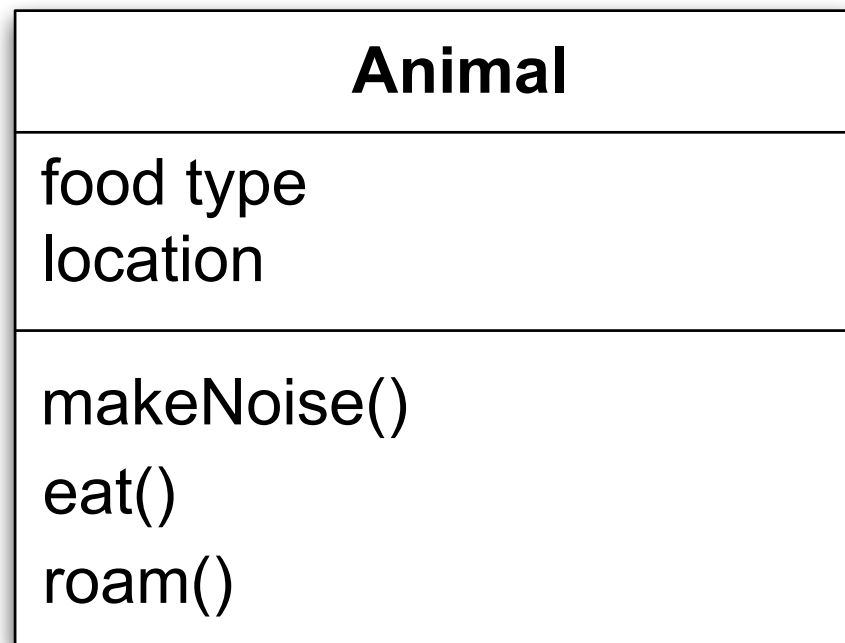 Animal
food type
location
makeNoise()
eat()
roam()